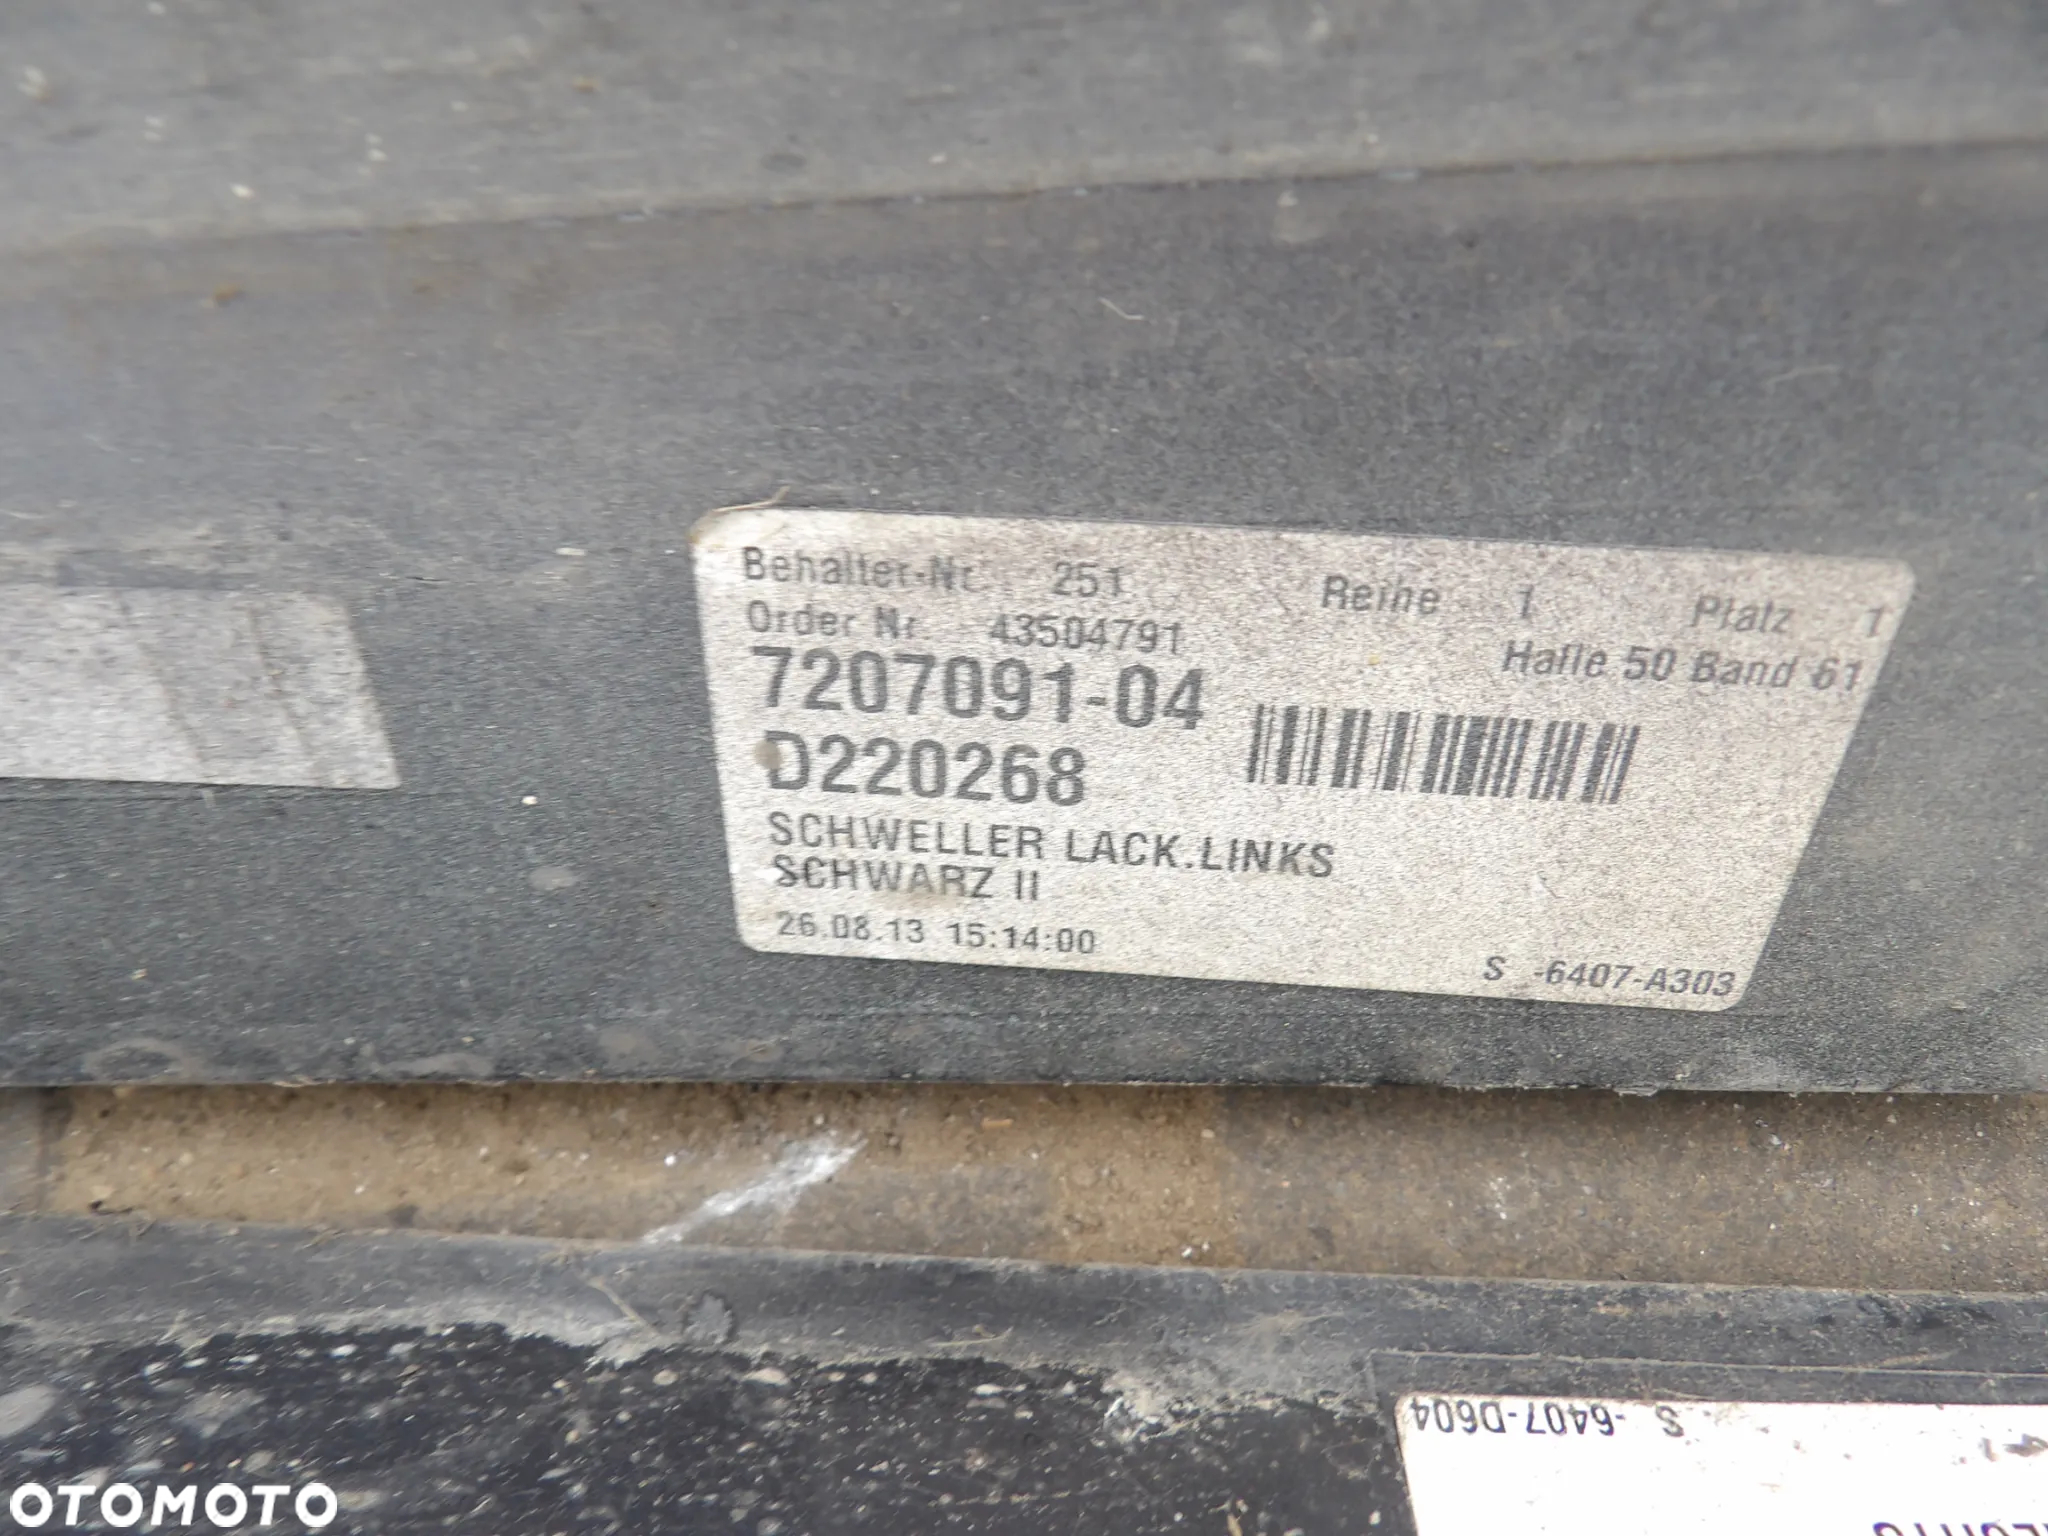 Behalter-Nr. 251 Reihe 1 Platz 1
Order Nr. 43504791 Halle 50 Band 61
7207091-04
D220268
SCHWELLER LACK.LINKS
SCHWARZ II
26.08.13 15:14:00
S -6407-A303
S -6407-D604
OTOMOTO